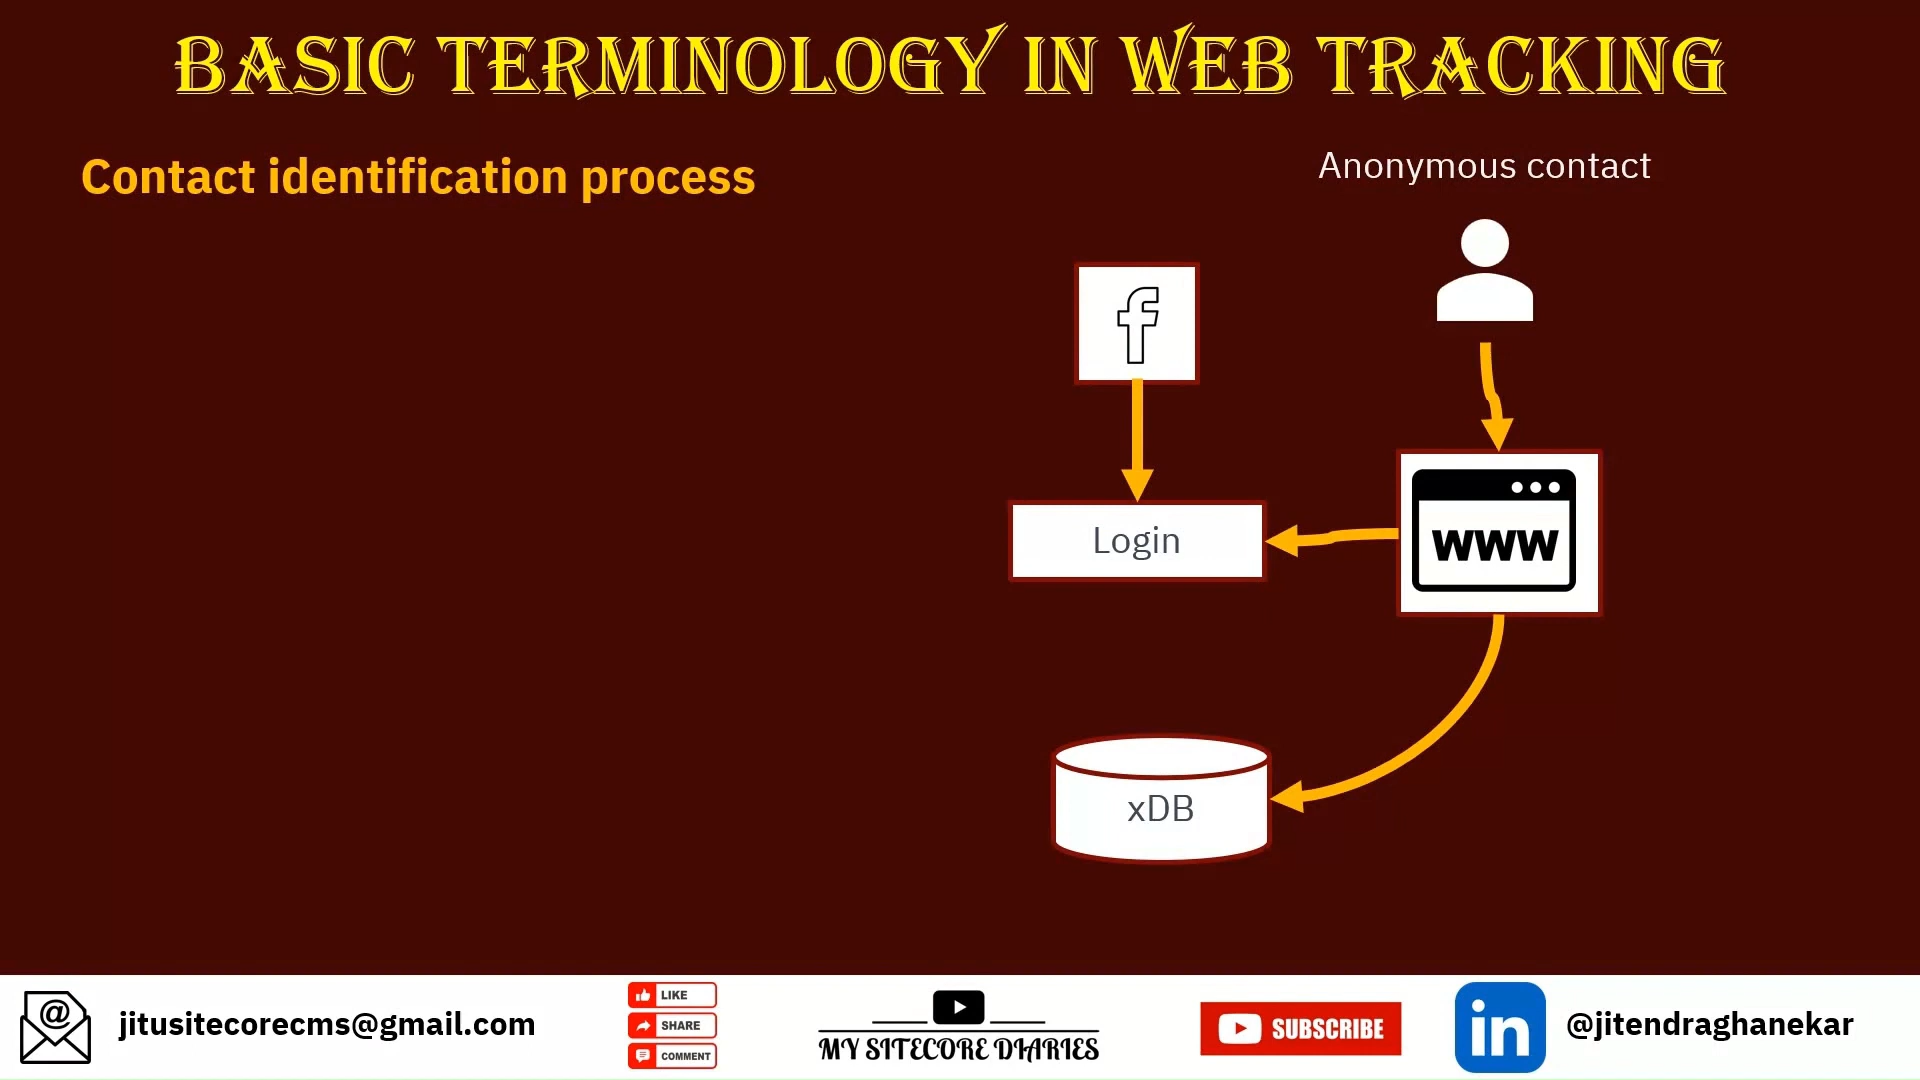 BASIC TERMINOLOGY IN WEB TRACKING
Contact identification process
Anonymous contact
f
Login
WWW
xDB
@
jitusitecorecms@gmail.com
LIKE
SHARE
COMMENT
MY SITECORE DIARIES
SUBSCRIBE
in
@jitendraghanekar